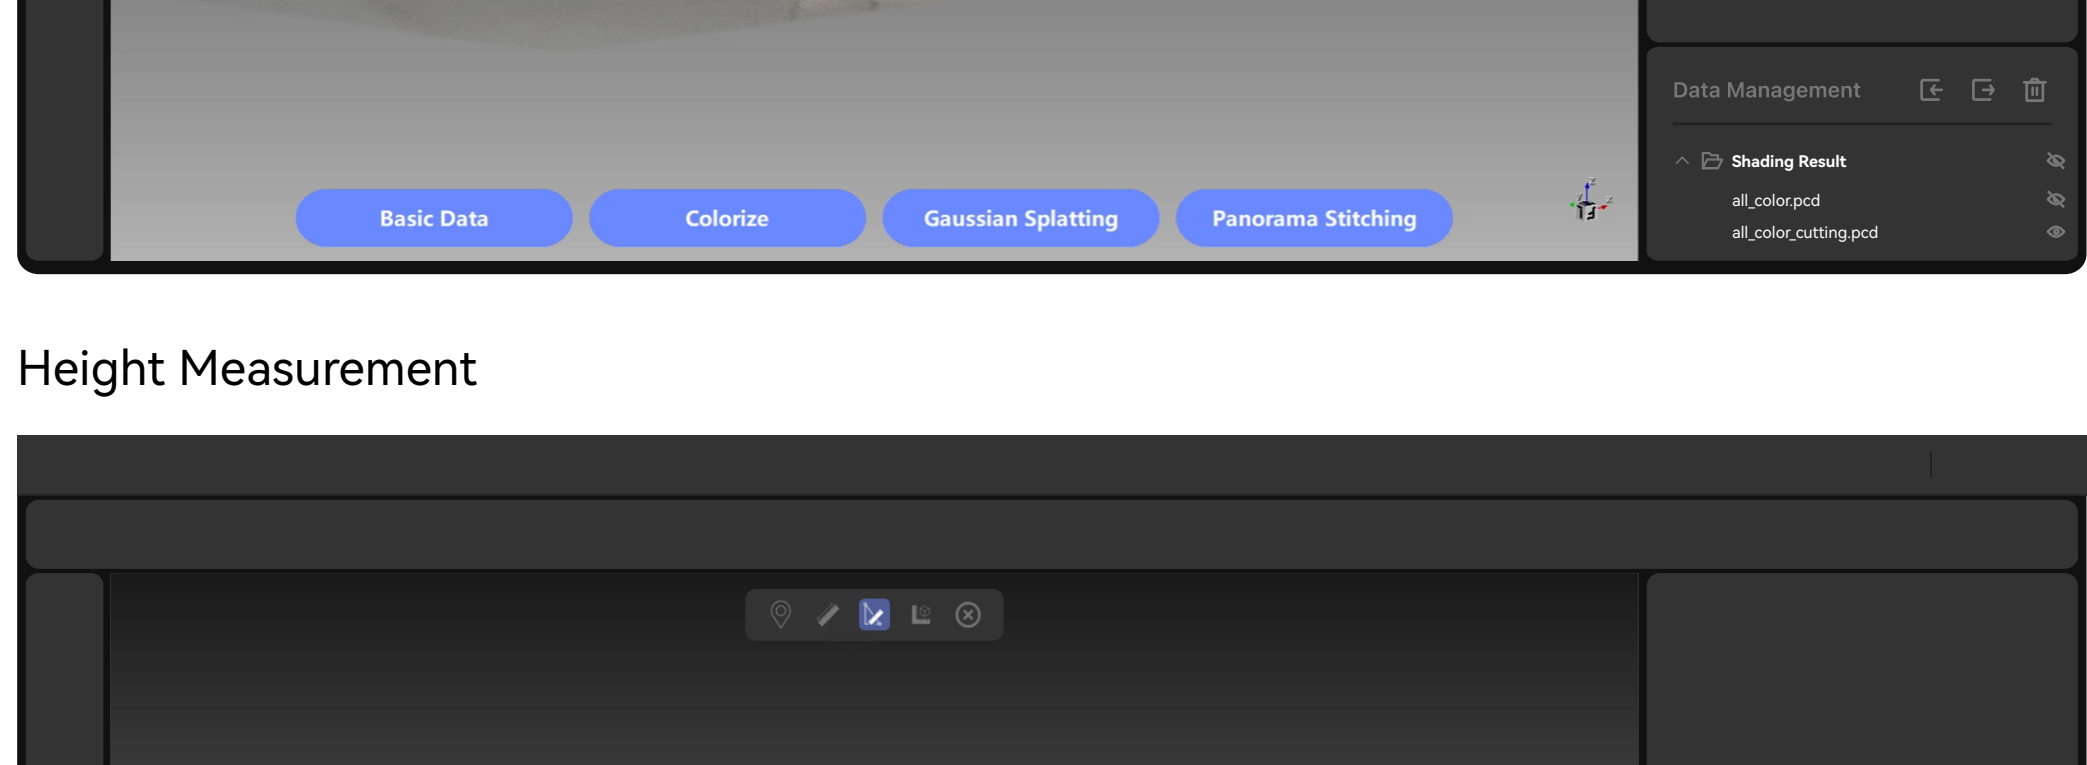 Data Management
Shading Result
all_color.pcd
all_color_cutting.pcd
Basic Data
Colorize
Gaussian Splatting
Panorama Stitching
Height Measurement